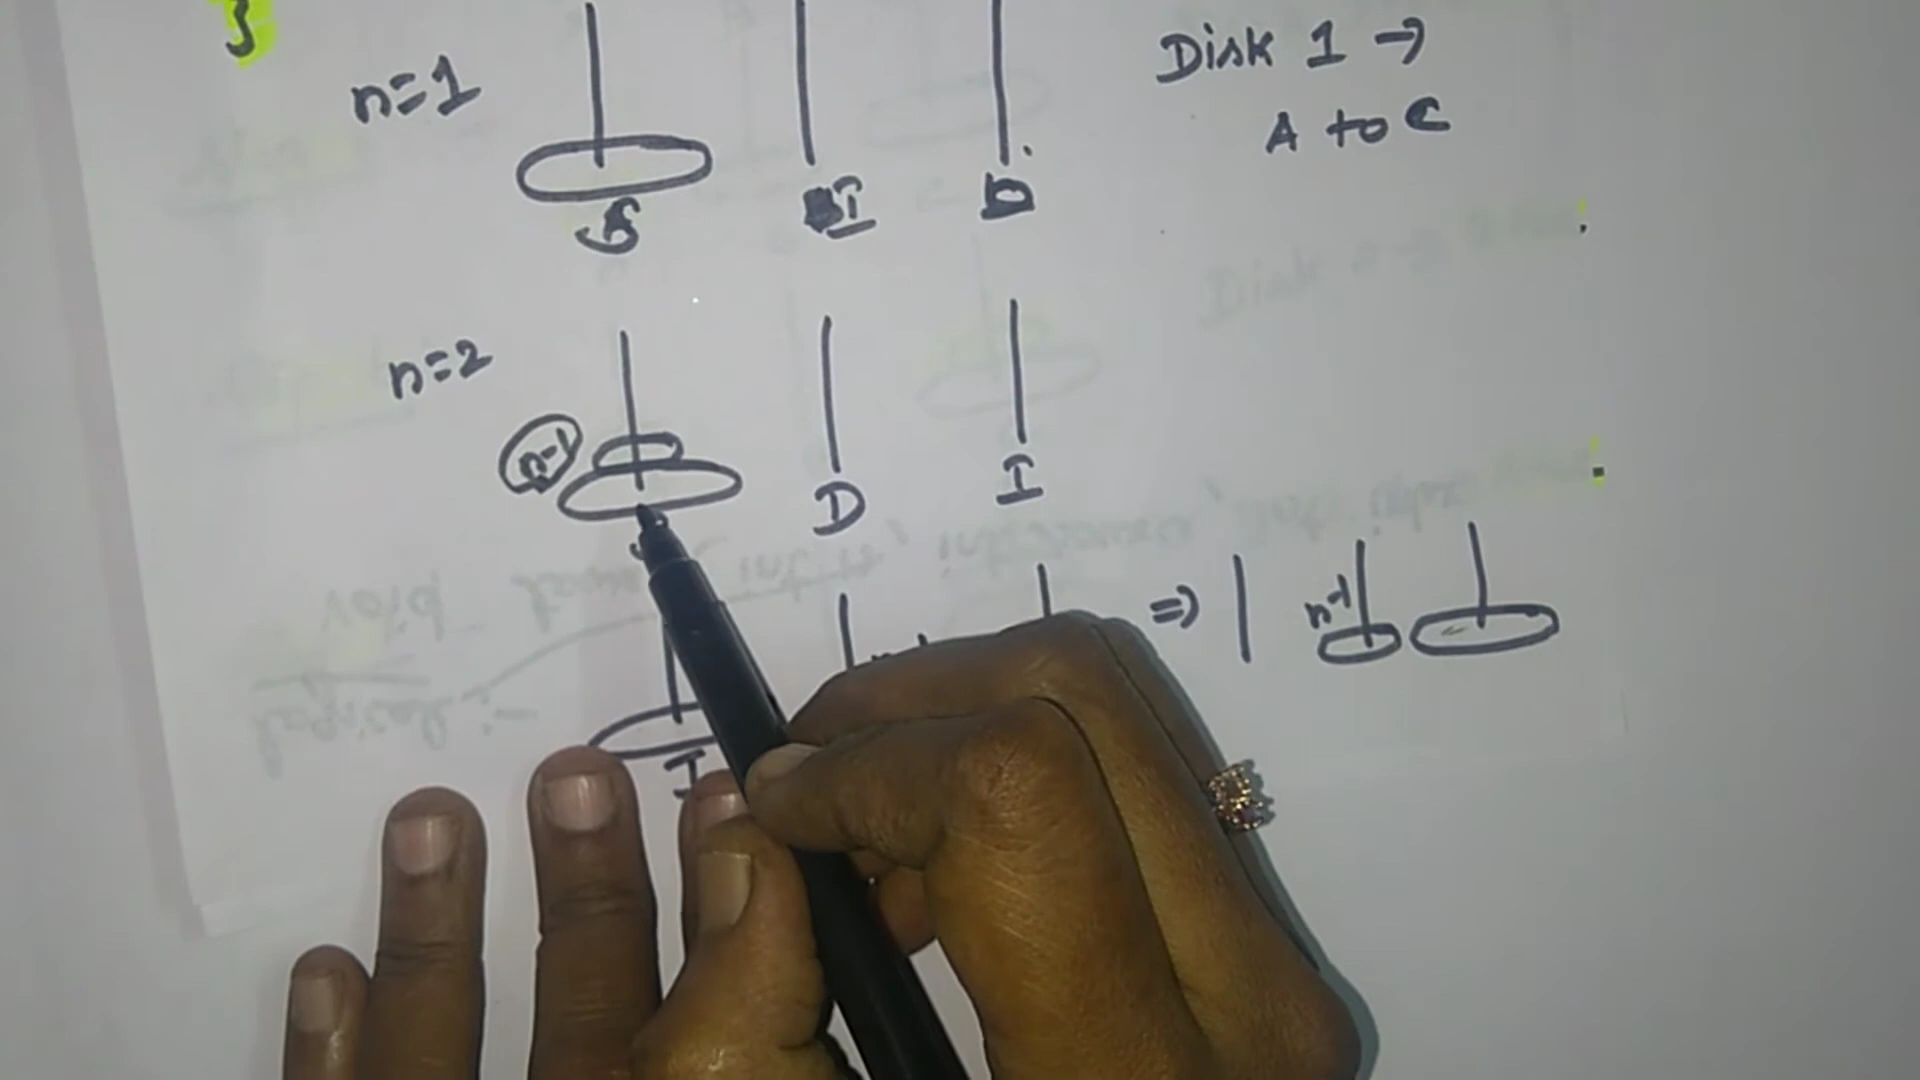 }
n=1
Disk 1 →
A to C
S I D
n=2
n-1
D I
⇒ n-1
I